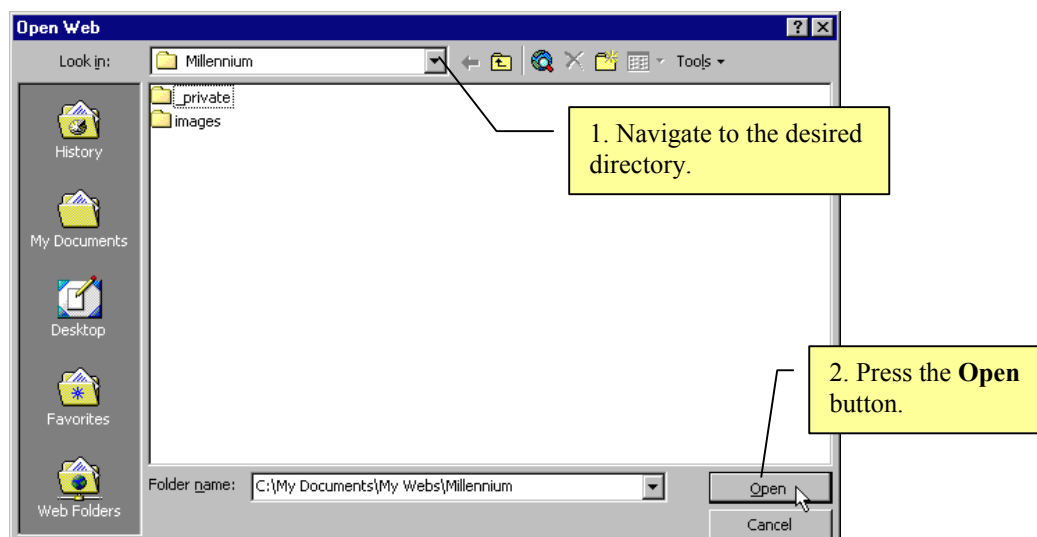 Open Web
Look in: Millennium Tools
_private
images
1. Navigate to the desired
directory.
History
My Documents
Desktop
2. Press the Open
button.
Favorites
Folder name: C:\My Documents\My Webs\Millennium Open
Web Folders
Cancel